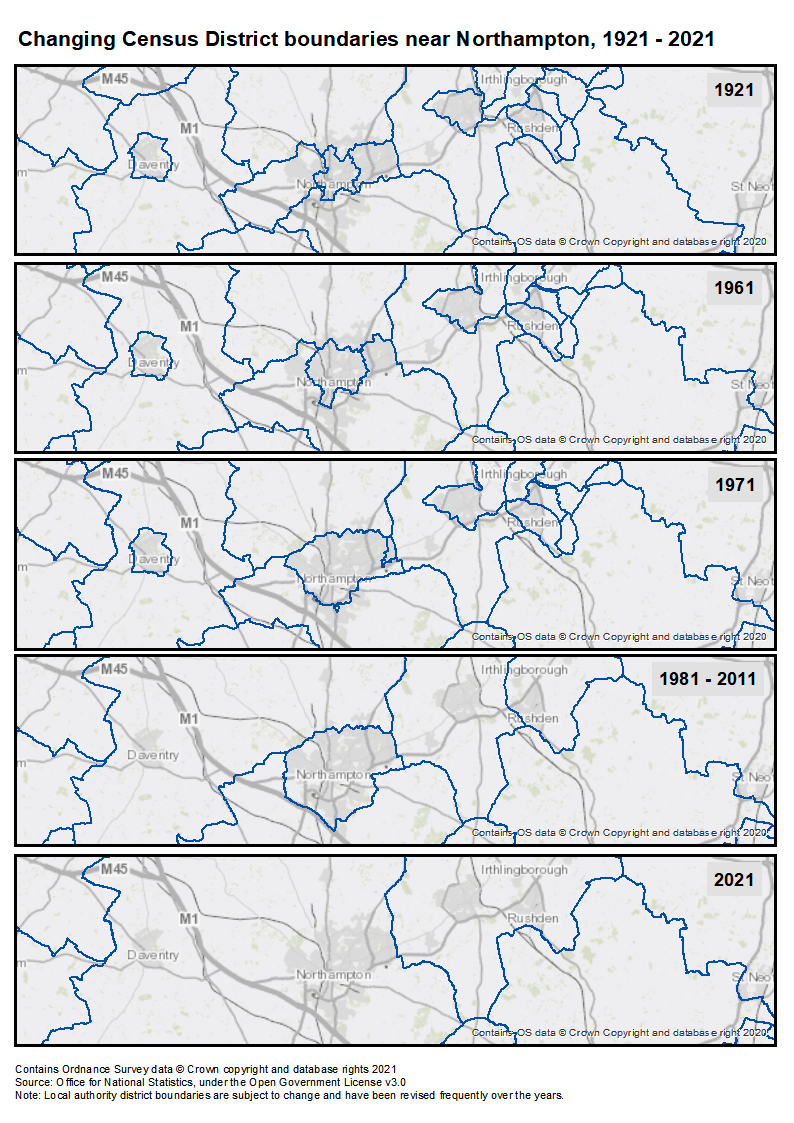 Changing Census District boundaries near Northampton, 1921 - 2021
M45
Irthlingborough
1921
M1
Rushden
Daventry
m
Northampton
St Neot
Contains OS data © Crown Copyright and database right 2020
M45
Irthlingborough
1961
M1
Rushden
Daventry
m
Northampton
St Neot
Contains OS data © Crown Copyright and database right 2020
M45
Irthlingborough
1971
M1
Rushden
Daventry
m
Northampton
St Neot
Contains OS data © Crown Copyright and database right 2020
M45
Irthlingborough
1981 - 2011
M1
Rushden
Daventry
m
Northampton
St Neot
Contains OS data © Crown Copyright and database right 2020
M45
Irthlingborough
2021
M1
Rushden
Daventry
m
Northampton
St Neot
Contains OS data © Crown Copyright and database right 2020
Contains Ordnance Survey data © Crown copyright and database rights 2021
Source: Office for National Statistics, under the Open Government License v3.0
Note: Local authority district boundaries are subject to change and have been revised frequently over the years.